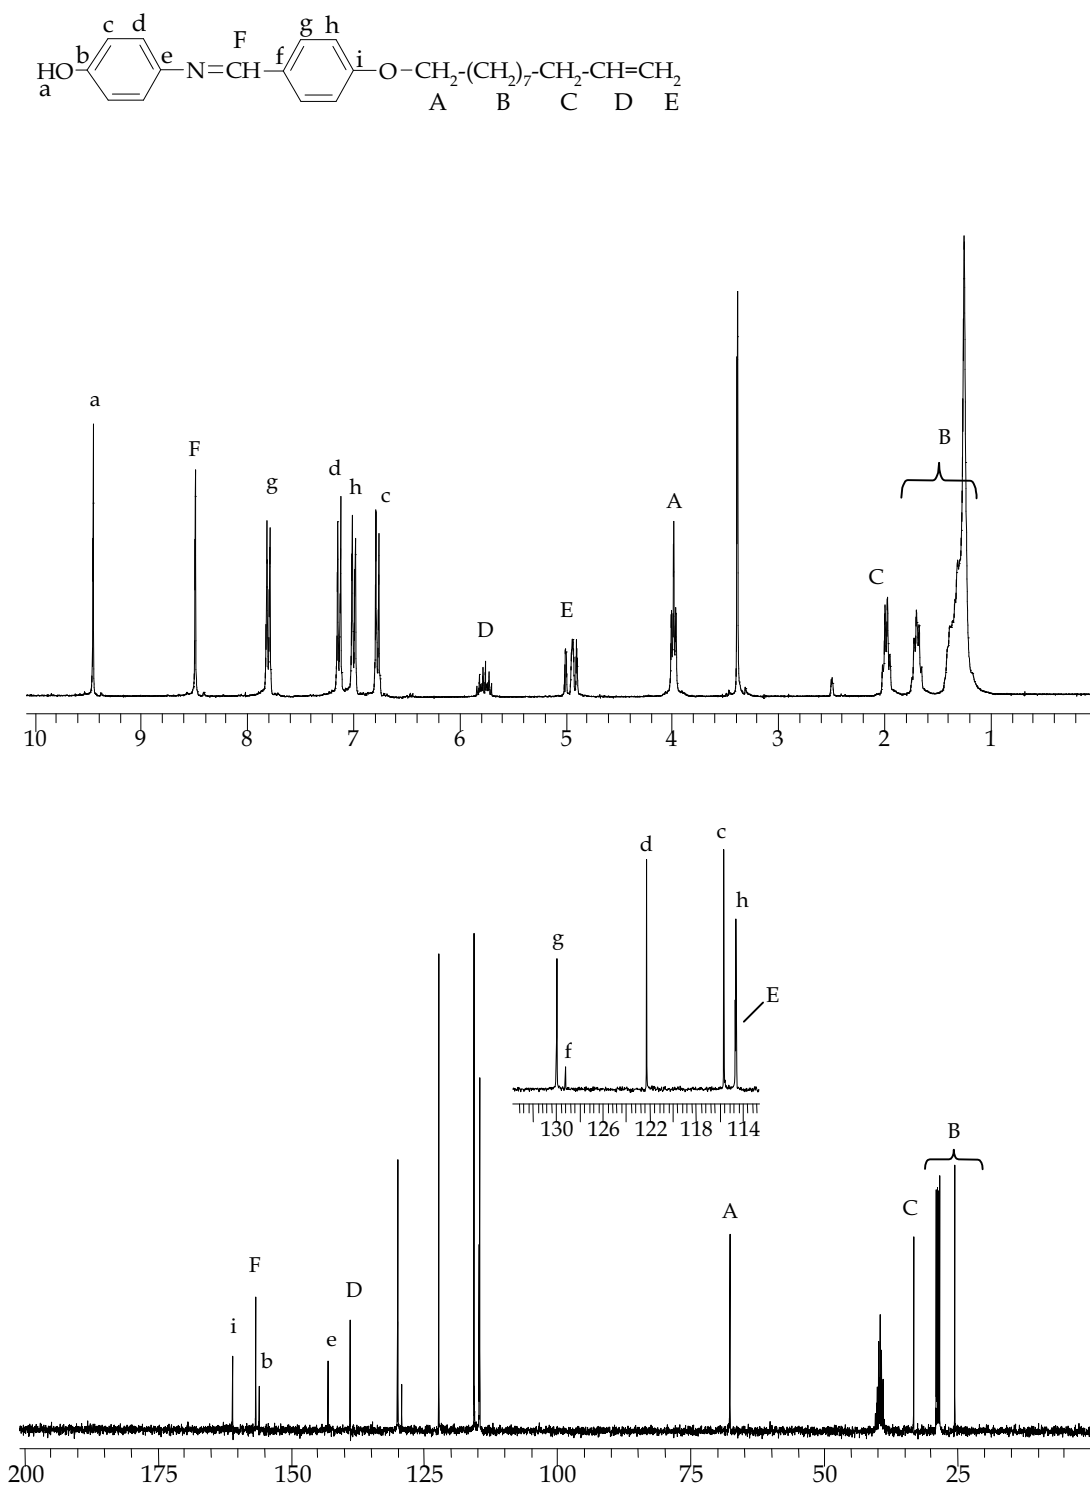 c d F g h
b e f i
HO N=CH O-CH2-(CH2)7-CH2-CH=CH2
a A B C D E
a
F
g
d
h
c
D
E
A
C
B
10 9 8 7 6 5 4 3 2 1
d
c
h
g
E
f
130 126 122 118 114
B
A
C
F
D
i
e
b
200 175 150 125 100 75 50 25